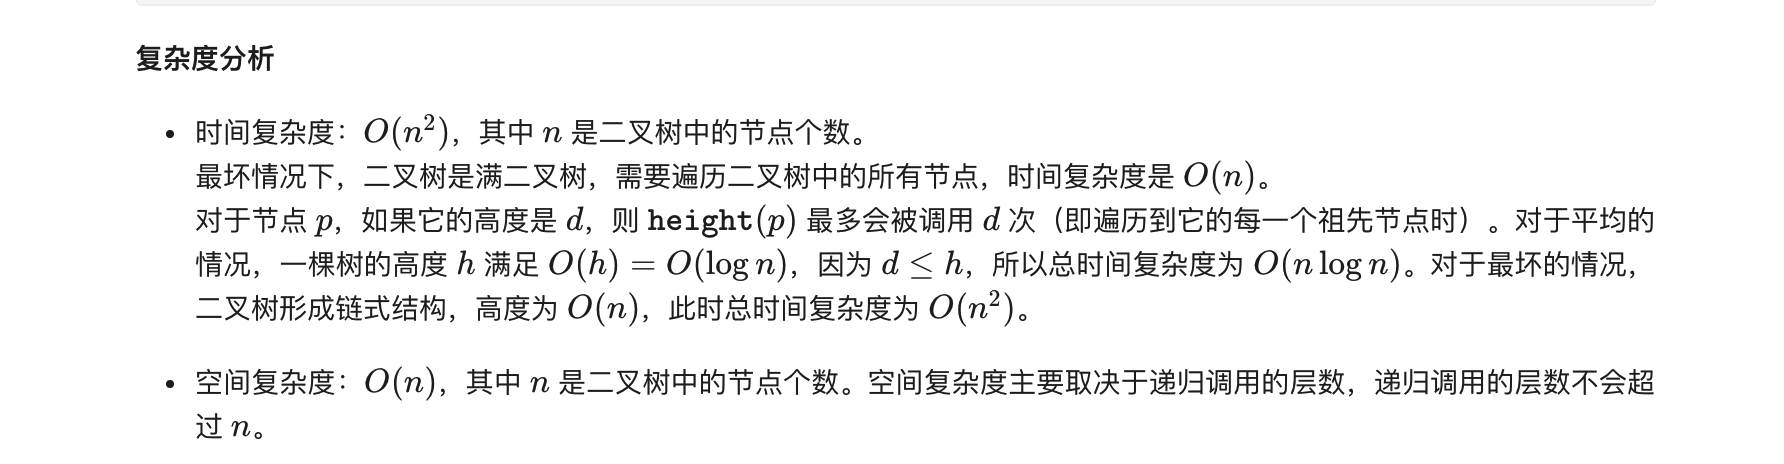 复杂度分析
• 时间复杂度：O(n²)，其中 n 是二叉树中的节点个数。
最坏情况下，二叉树是满二叉树，需要遍历二叉树中的所有节点，时间复杂度是 O(n)。
对于节点 p，如果它的高度是 d，则 height(p) 最多会被调用 d 次（即遍历到它的每一个祖先节点时）。对于平均的
情况，一棵树的高度 h 满足 O(h) = O(log n)，因为 d ≤ h，所以总时间复杂度为 O(n log n)。对于最坏的情况，
二叉树形成链式结构，高度为 O(n)，此时总时间复杂度为 O(n²)。
• 空间复杂度：O(n)，其中 n 是二叉树中的节点个数。空间复杂度主要取决于递归调用的层数，递归调用的层数不会超
过 n。